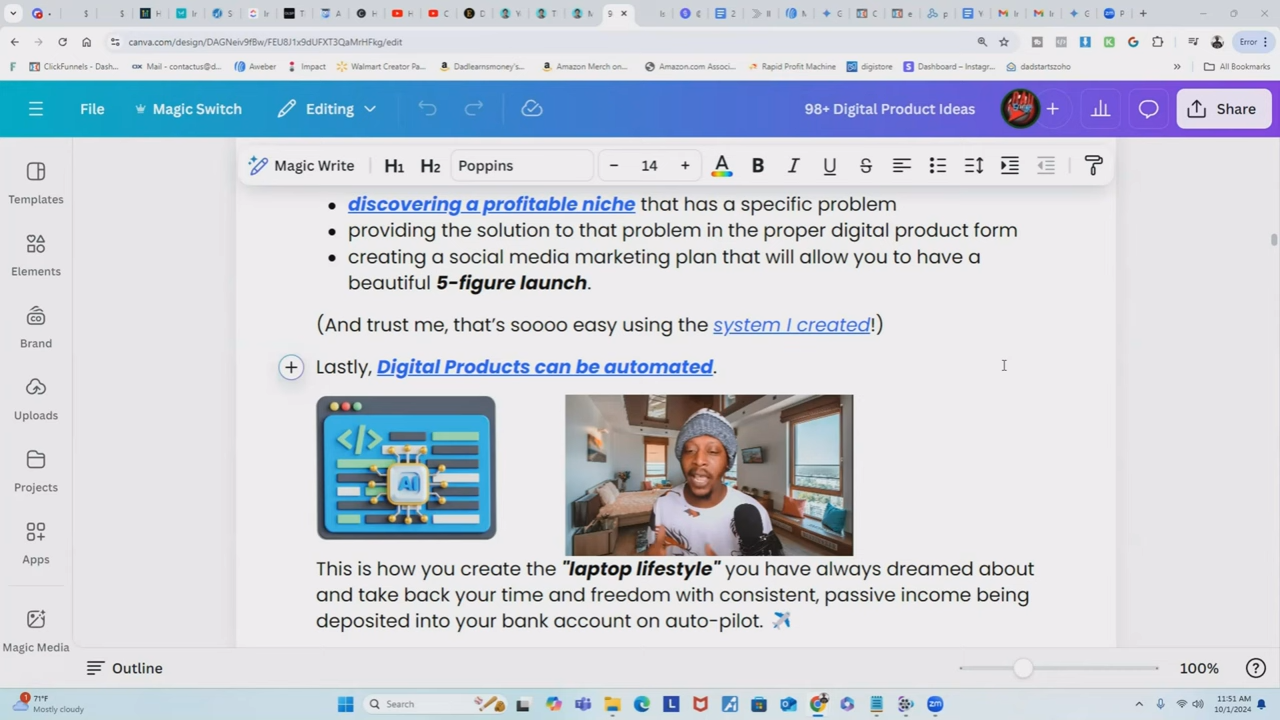 canva.com/design/DAGNeiv9fBw/FEU8J1x9dUFXT3QaMrHFkg/edit
Error
ClickFunnels - Dash...
Mail - contactus@d...
Aweber
Impact
Walmart Creator Pa...
Dadlearnsmoney's...
Amazon Merch on...
Amazon.com Associ...
Rapid Profit Machine
digistore
Dashboard – Instagr...
dadstartszoho
All Bookmarks
File
Magic Switch
Editing
98+ Digital Product Ideas
Share
Magic Write
H1
H2
Poppins
– 14 +
A
B
I
U
S
Templates
Elements
Brand
Uploads
Projects
Apps
Magic Media
• discovering a profitable niche that has a specific problem
• providing the solution to that problem in the proper digital product form
• creating a social media marketing plan that will allow you to have a
beautiful 5-figure launch.
(And trust me, that's soooo easy using the system I created!)
Lastly, Digital Products can be automated.
</>
AI
This is how you create the "laptop lifestyle" you have always dreamed about
and take back your time and freedom with consistent, passive income being
deposited into your bank account on auto-pilot. ✈️
Outline
100%
1
71°F
Mostly cloudy
Search
11:51 AM
10/1/2024